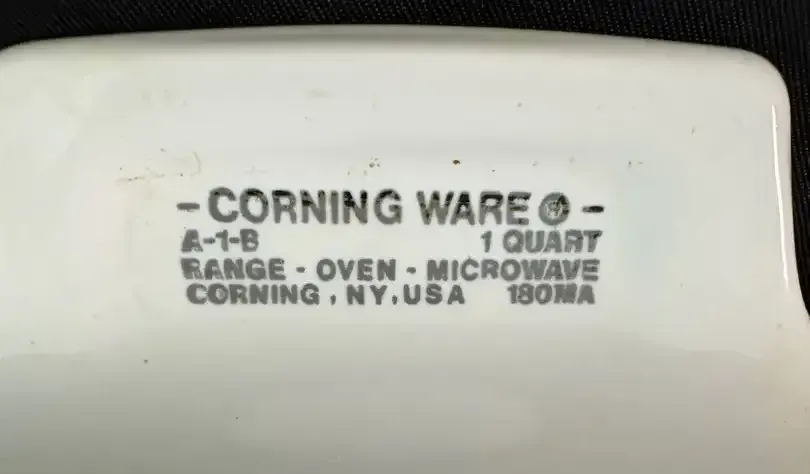 - CORNING WARE ® -
A-1-B 1 QUART
RANGE - OVEN - MICROWAVE
CORNING, NY, USA 180MA